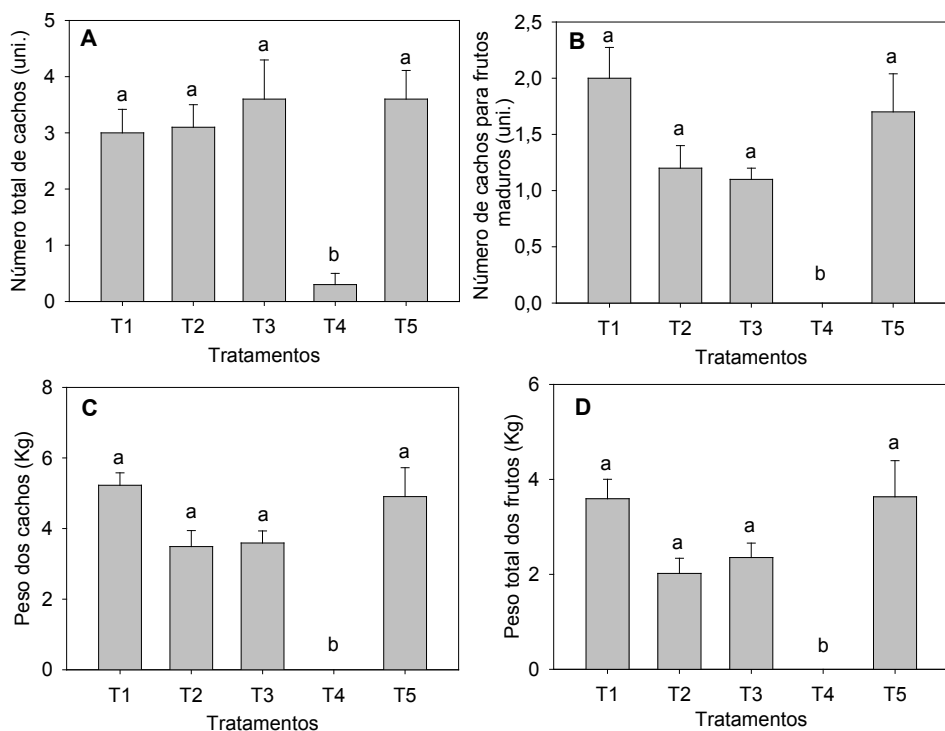 A
Número total de cachos (uni.)
5
4
3
2
1
0
a
a
a
b
a
T1 T2 T3 T4 T5
Tratamentos
B
Número de cachos para frutos
maduros (uni.)
2,5
2,0
1,5
1,0
0,5
0,0
a
a
a
b
a
T1 T2 T3 T4 T5
Tratamentos
C
Peso dos cachos (Kg)
8
6
4
2
0
a
a
a
b
a
T1 T2 T3 T4 T5
Tratamentos
D
Peso total dos frutos (Kg)
6
4
2
0
a
a
a
b
a
T1 T2 T3 T4 T5
Tratamentos